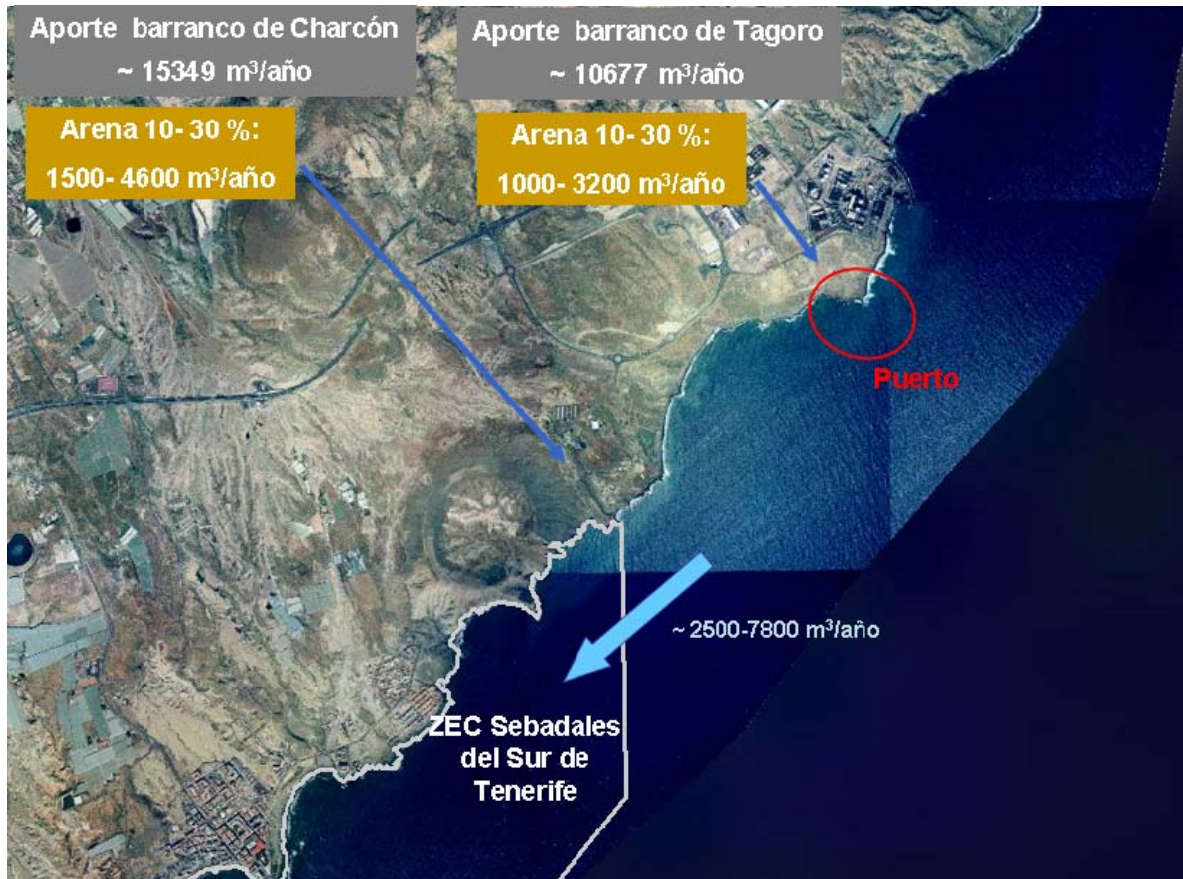 Aporte barranco de Charcón
~ 15349 m³/año
Arena 10- 30 %:
1500- 4600 m³/año
Aporte barranco de Tagoro
~ 10677 m³/año
Arena 10- 30 %:
1000- 3200 m³/año
Puerto
~ 2500-7800 m³/año
ZEC Sebadales
del Sur de
Tenerife